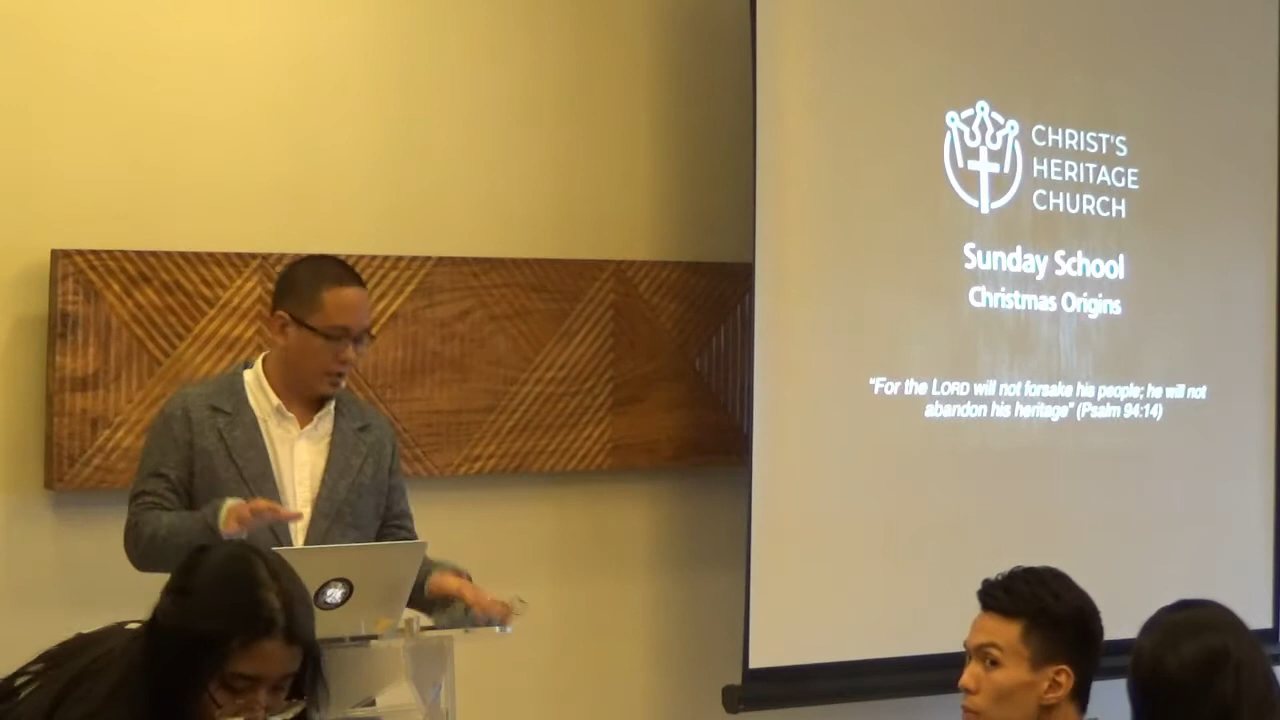 CHRIST'S
HERITAGE
CHURCH
Sunday School
Christmas Origins
“For the LORD will not forsake his people; he will not
abandon his heritage” (Psalm 94:14)